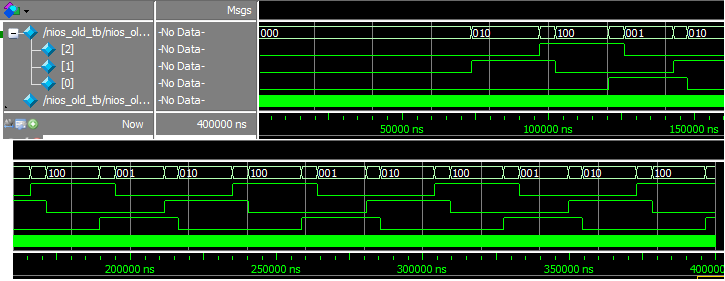 Msgs
/nios_old_tb/nios_ol... -No Data- 000 010 100 001 010
[2] -No Data-
[1] -No Data-
[0] -No Data-
/nios_old_tb/nios_ol... -No Data-
Now 400000 ns 50000 ns 100000 ns 150000 ns
100 001 010 100 001 010 100 001 010 100
200000 ns 250000 ns 300000 ns 350000 ns 400000